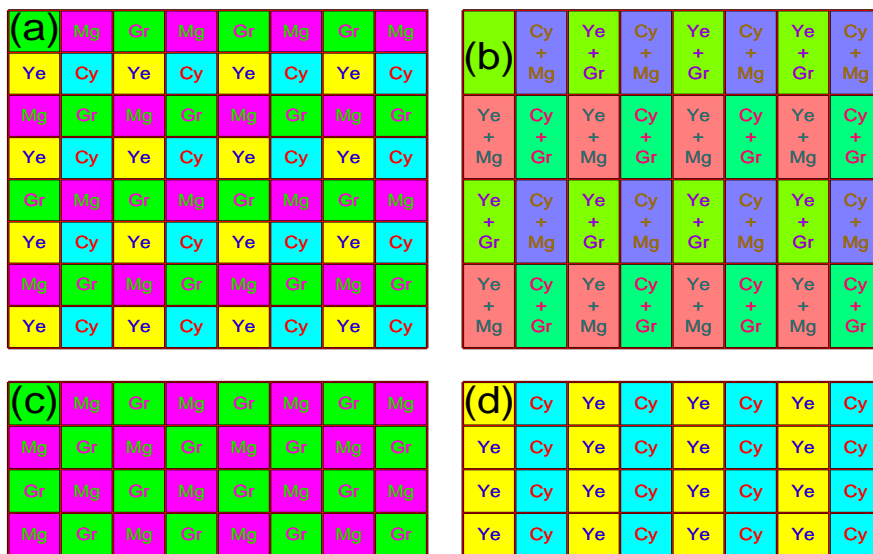 (a) Mg Gr Mg Gr Mg Gr Mg
Ye Cy Ye Cy Ye Cy Ye Cy
Mg Gr Mg Gr Mg Gr Mg Gr
Ye Cy Ye Cy Ye Cy Ye Cy
Gr Mg Gr Mg Gr Mg Gr Mg
Ye Cy Ye Cy Ye Cy Ye Cy
Mg Gr Mg Gr Mg Gr Mg Gr
Ye Cy Ye Cy Ye Cy Ye Cy
(b) Cy Ye Cy Ye Cy Ye Cy
+ + + + + + +
Mg Gr Mg Gr Mg Gr Mg
Ye Cy Ye Cy Ye Cy Ye Cy
+ + + + + + + +
Mg Gr Mg Gr Mg Gr Mg Gr
Ye Cy Ye Cy Ye Cy Ye Cy
+ + + + + + + +
Gr Mg Gr Mg Gr Mg Gr Mg
Ye Cy Ye Cy Ye Cy Ye Cy
+ + + + + + + +
Mg Gr Mg Gr Mg Gr Mg Gr
(c) Mg Gr Mg Gr Mg Gr Mg
Mg Gr Mg Gr Mg Gr Mg Gr
Gr Mg Gr Mg Gr Mg Gr Mg
Mg Gr Mg Gr Mg Gr Mg Gr
(d) Cy Ye Cy Ye Cy Ye Cy
Ye Cy Ye Cy Ye Cy Ye Cy
Ye Cy Ye Cy Ye Cy Ye Cy
Ye Cy Ye Cy Ye Cy Ye Cy